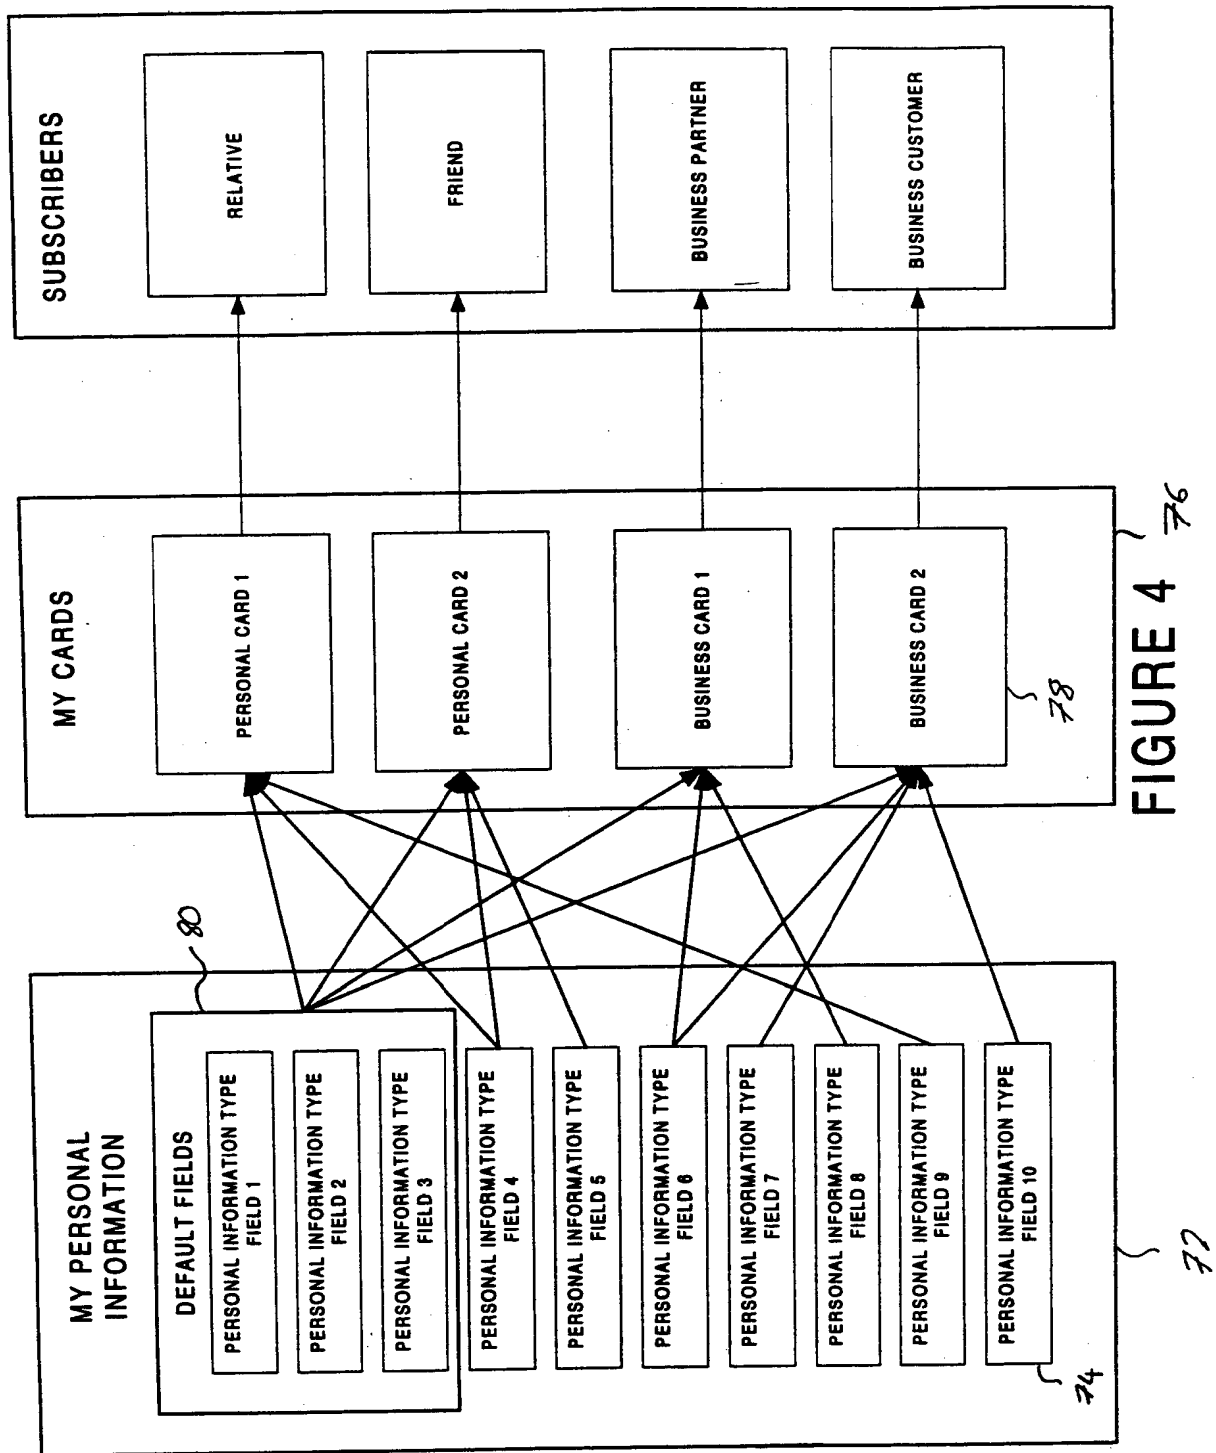 MY PERSONAL
INFORMATION
DEFAULT FIELDS
PERSONAL INFORMATION TYPE
FIELD 1
PERSONAL INFORMATION TYPE
FIELD 2
PERSONAL INFORMATION TYPE
FIELD 3
PERSONAL INFORMATION TYPE
FIELD 4
PERSONAL INFORMATION TYPE
FIELD 5
PERSONAL INFORMATION TYPE
FIELD 6
PERSONAL INFORMATION TYPE
FIELD 7
PERSONAL INFORMATION TYPE
FIELD 8
PERSONAL INFORMATION TYPE
FIELD 9
PERSONAL INFORMATION TYPE
FIELD 10
74
80
MY CARDS
PERSONAL CARD 1
PERSONAL CARD 2
BUSINESS CARD 1
BUSINESS CARD 2
78
SUBSCRIBERS
RELATIVE
FRIEND
BUSINESS PARTNER
BUSINESS CUSTOMER
76
FIGURE 4